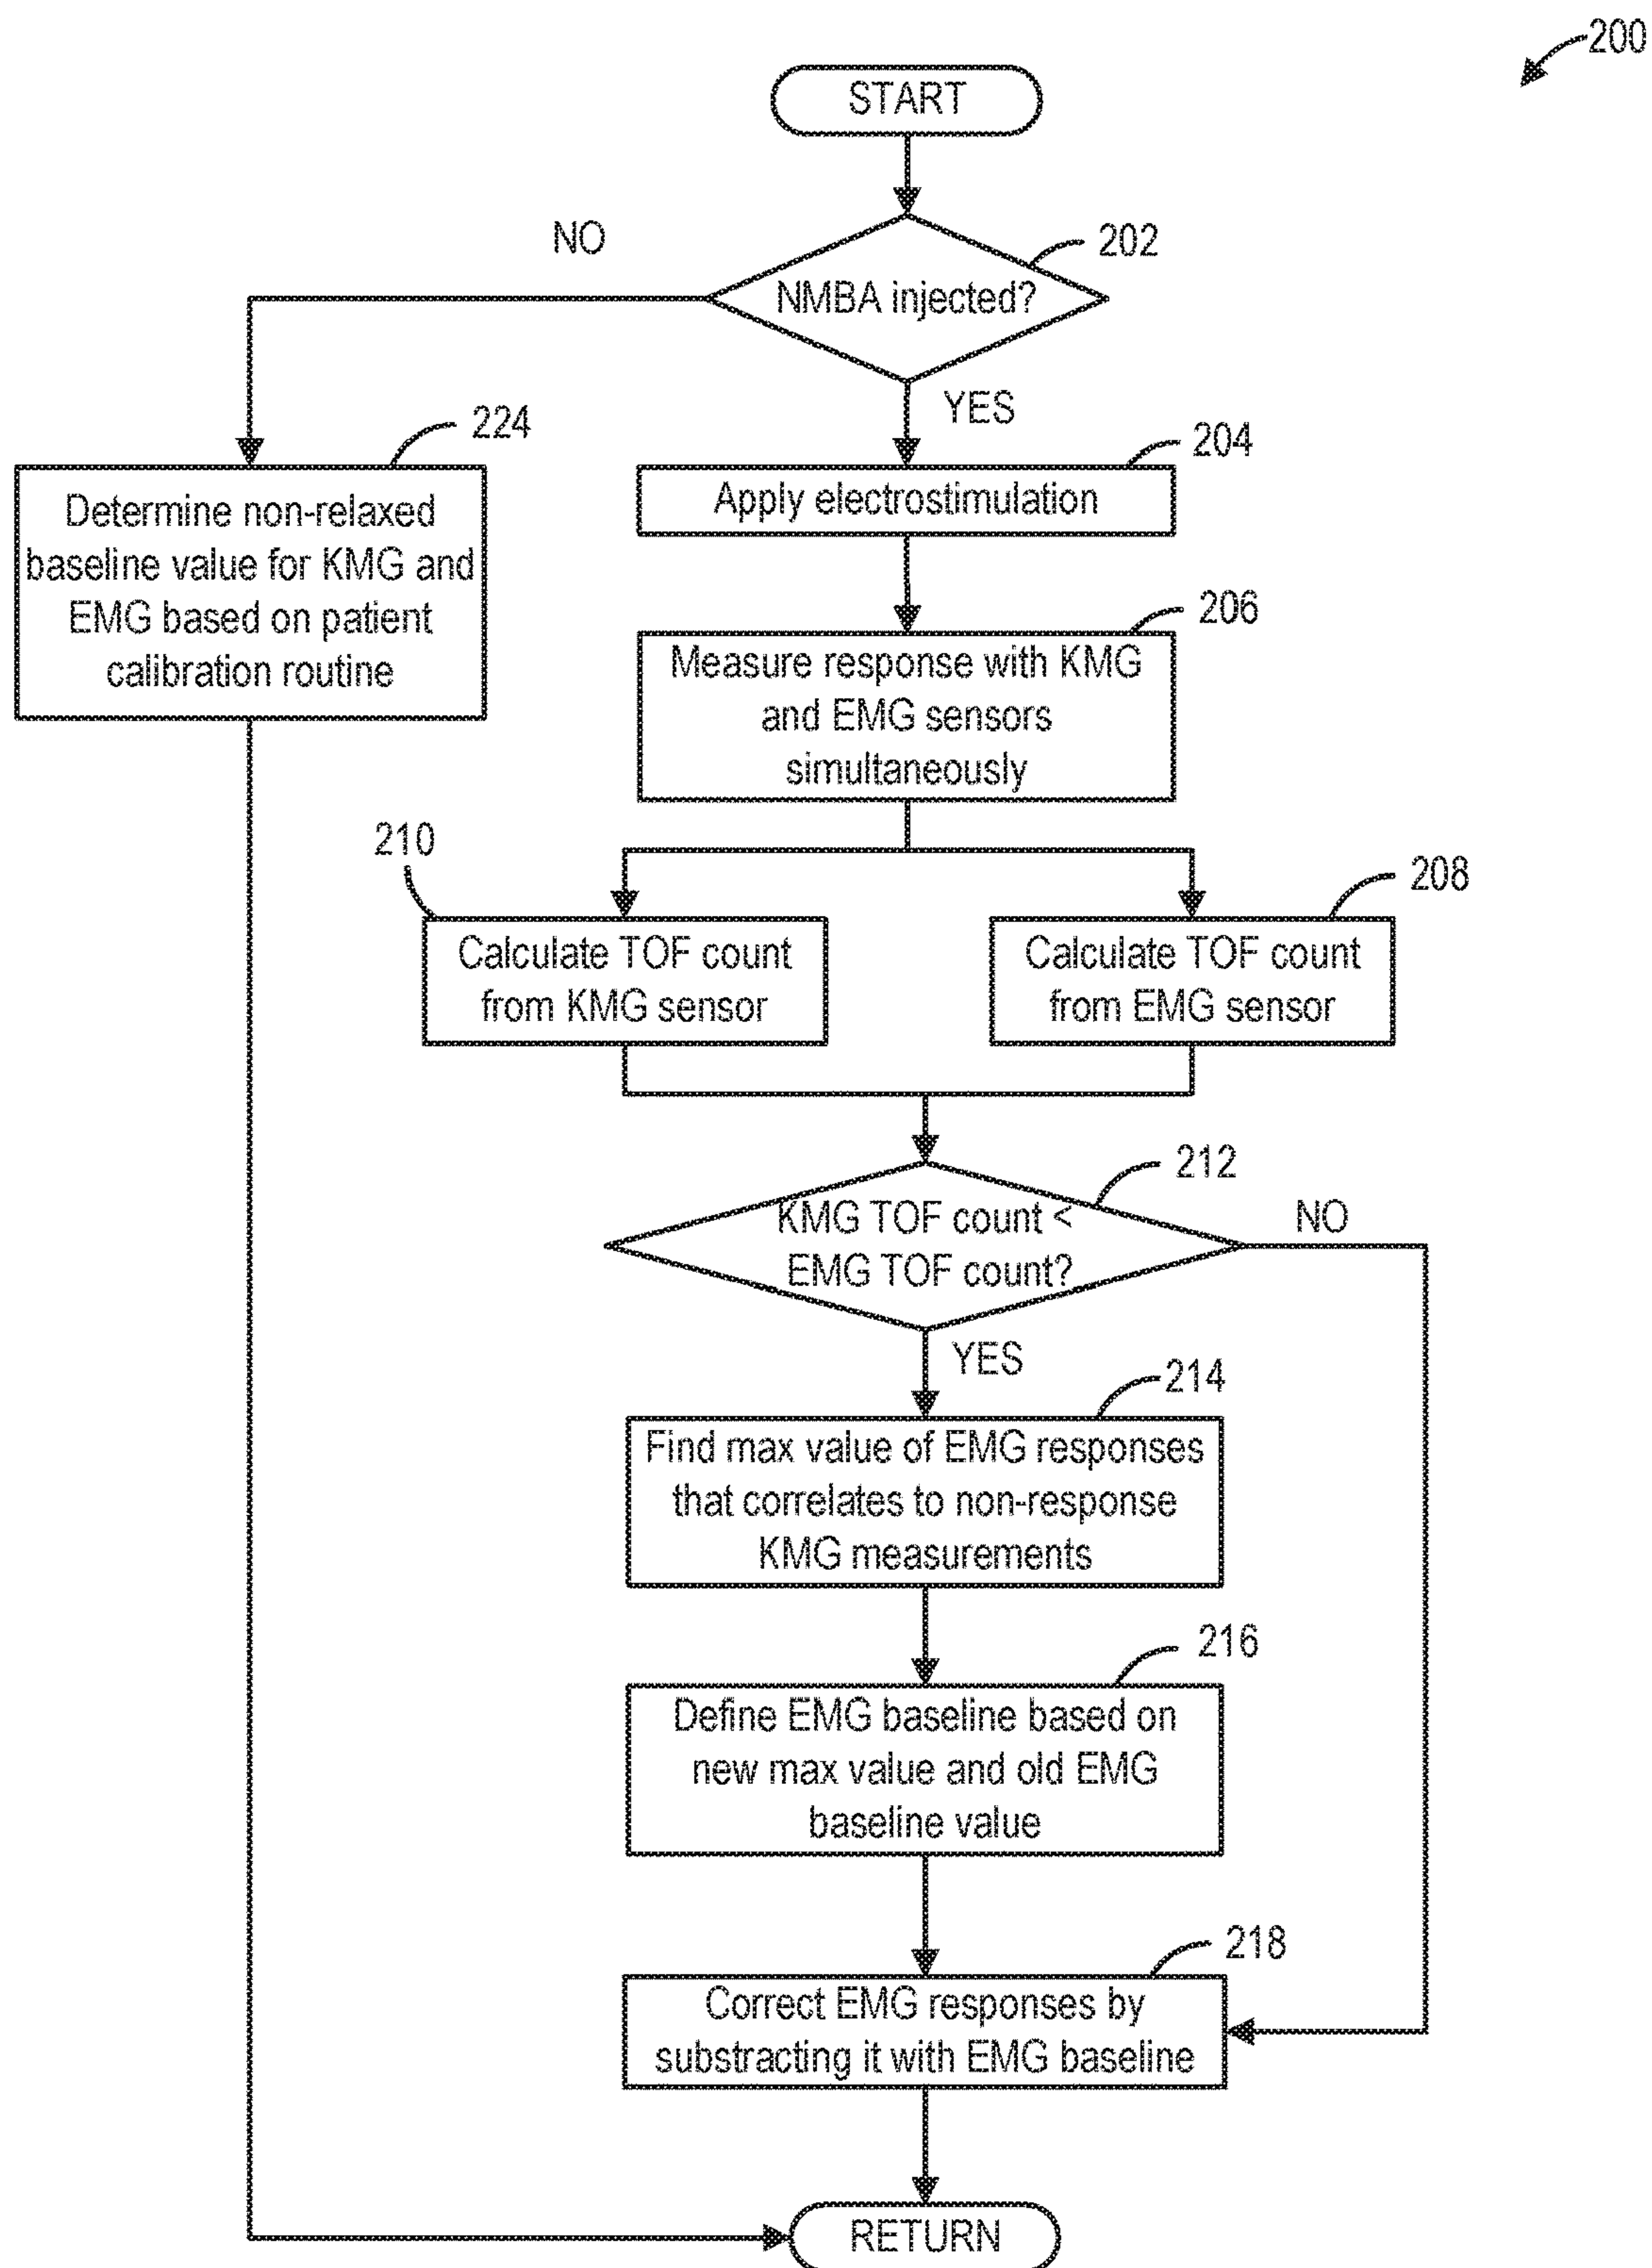 200
START
NO
202
NMBA injected?
YES
224
204
Determine non-relaxed
baseline value for KMG and
EMG based on patient
calibration routine
Apply electrostimulation
206
Measure response with KMG
and EMG sensors
simultaneously
210
208
Calculate TOF count
from KMG sensor
Calculate TOF count
from EMG sensor
212
KMG TOF count <
EMG TOF count?
NO
YES
214
Find max value of EMG responses
that correlates to non-response
KMG measurements
216
Define EMG baseline based on
new max value and old EMG
baseline value
218
Correct EMG responses by
substracting it with EMG baseline
RETURN